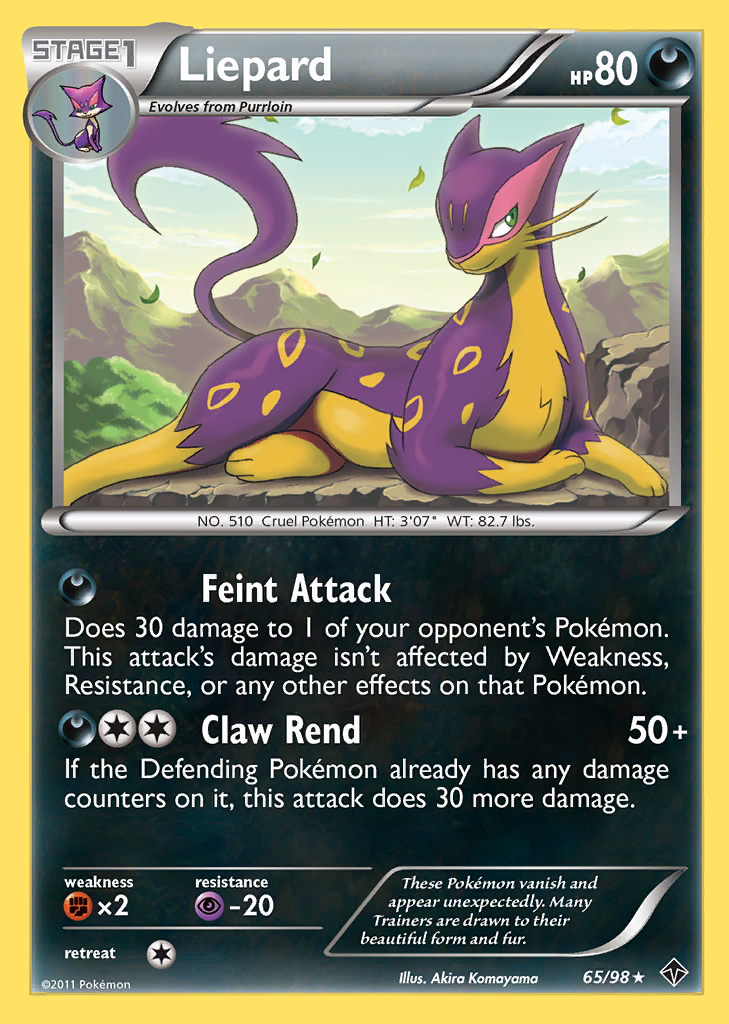 STAGE1
Liepard
HP80
Evolves from Purrloin
NO. 510 Cruel Pokémon HT: 3'07" WT: 82.7 lbs.
Feint Attack
Does 30 damage to 1 of your opponent's Pokémon.
This attack's damage isn't affected by Weakness,
Resistance, or any other effects on that Pokémon.
Claw Rend 50+
If the Defending Pokémon already has any damage
counters on it, this attack does 30 more damage.
weakness resistance
×2 -20
retreat
These Pokémon vanish and
appear unexpectedly. Many
Trainers are drawn to their
beautiful form and fur.
©2011 Pokémon
Illus. Akira Komayama
65/98★